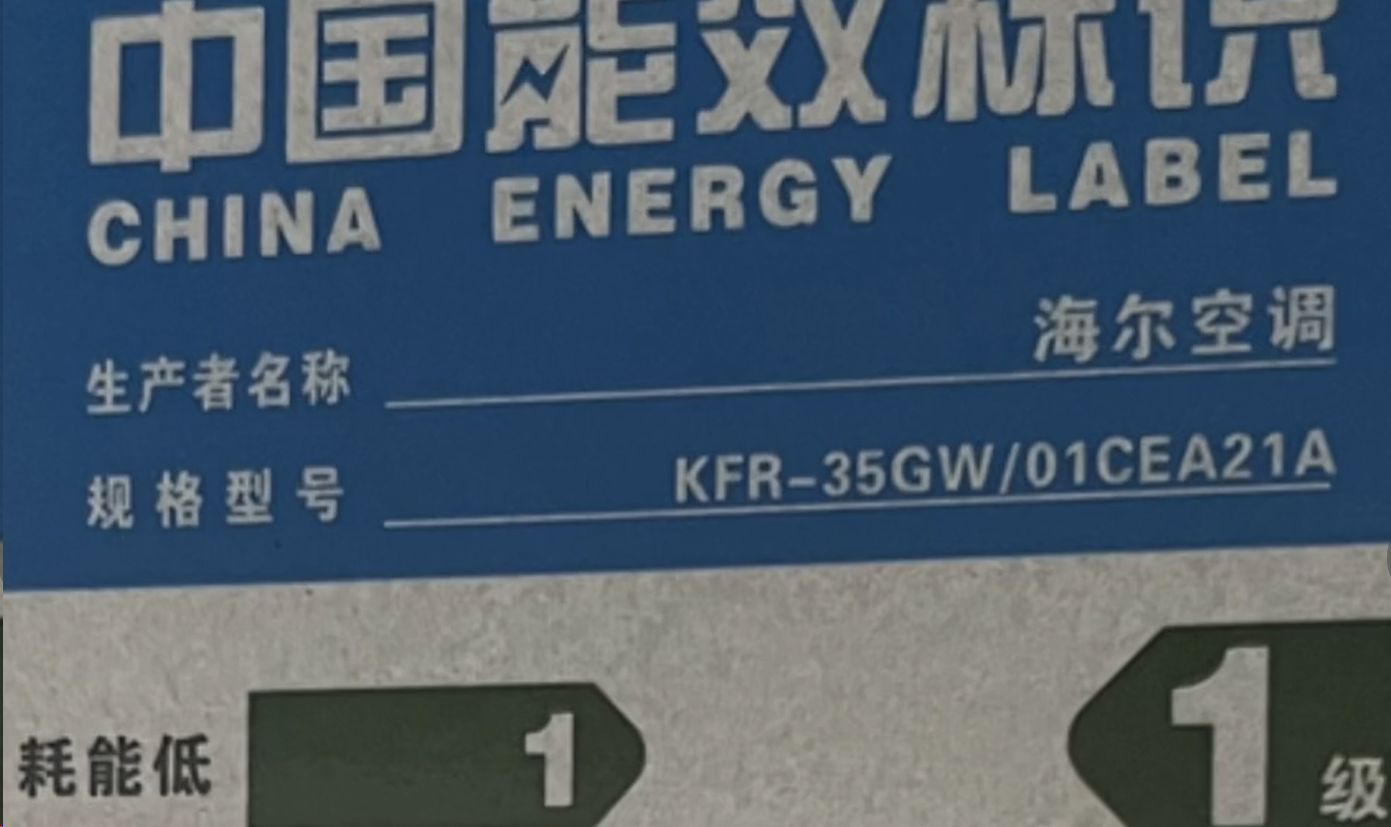 中国能效标识
CHINA ENERGY LABEL
生产者名称 海尔空调
规格型号 KFR-35GW/01CEA21A
耗能低 1 1级